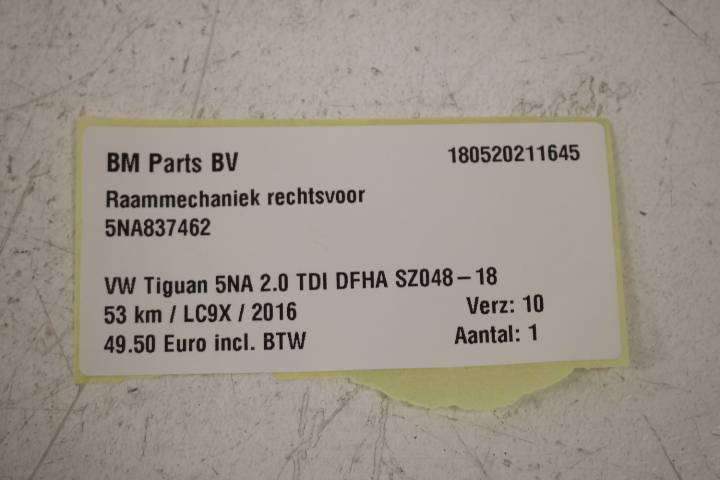 BM Parts BV 180520211645
Raammechaniek rechtsvoor
5NA837462
VW Tiguan 5NA 2.0 TDI DFHA SZ048-18
53 km / LC9X / 2016 Verz: 10
49.50 Euro incl. BTW Aantal: 1